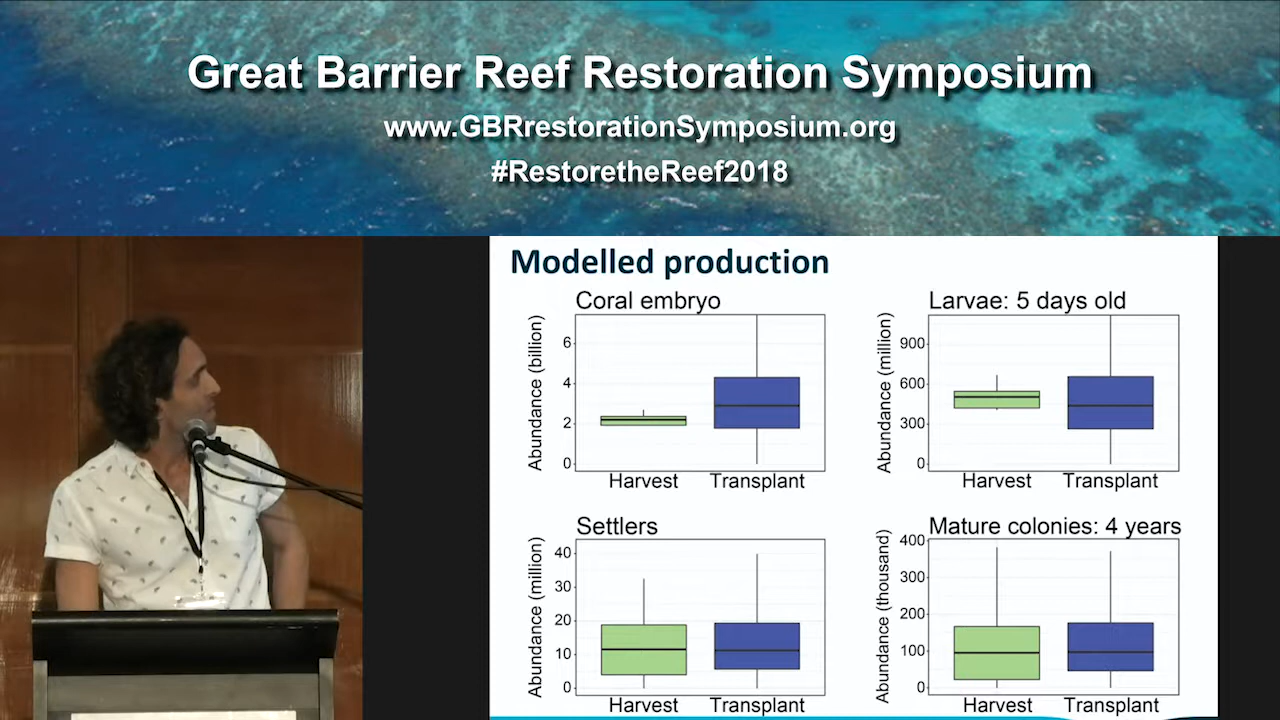 Great Barrier Reef Restoration Symposium
www.GBRrestorationSymposium.org
#RestoretheReef2018
Modelled production
Coral embryo
Abundance (billion)
6
4
2
0
Harvest Transplant
Larvae: 5 days old
Abundance (million)
900
600
300
0
Harvest Transplant
Settlers
Abundance (million)
40
30
20
10
0
Harvest Transplant
Mature colonies: 4 years
Abundance (thousand)
400
300
200
100
0
Harvest Transplant